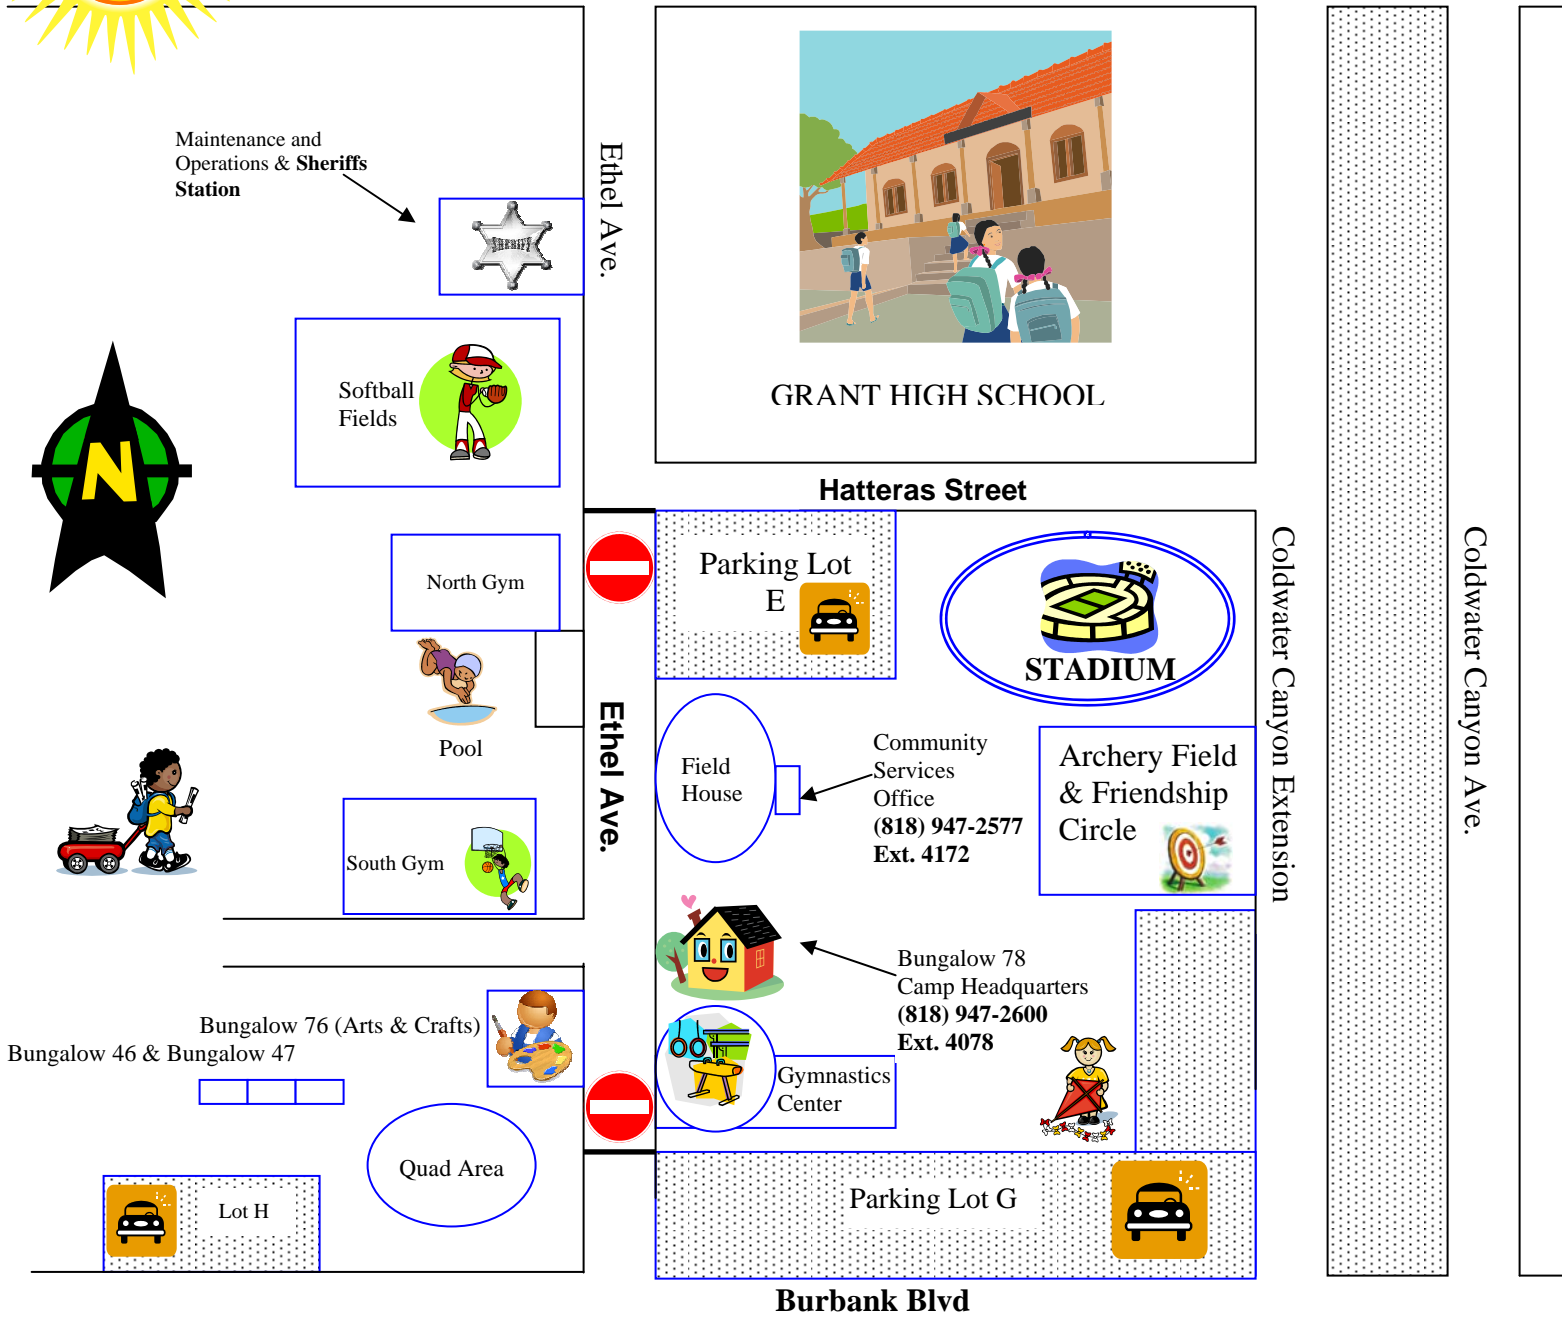 Maintenance and
Operations & Sheriffs
Station
SHERIFF
Ethel Ave.
GRANT HIGH SCHOOL
Softball
Fields
N
Hatteras Street
North Gym
Parking Lot
E
STADIUM
Coldwater Canyon Extension
Coldwater Canyon Ave.
Pool
Ethel Ave.
Field
House
Community
Services
Office
(818) 947-2577
Ext. 4172
Archery Field
& Friendship
Circle
South Gym
Bungalow 78
Camp Headquarters
(818) 947-2600
Ext. 4078
Bungalow 76 (Arts & Crafts)
Bungalow 46 & Bungalow 47
Gymnastics
Center
Quad Area
Lot H
Parking Lot G
Burbank Blvd